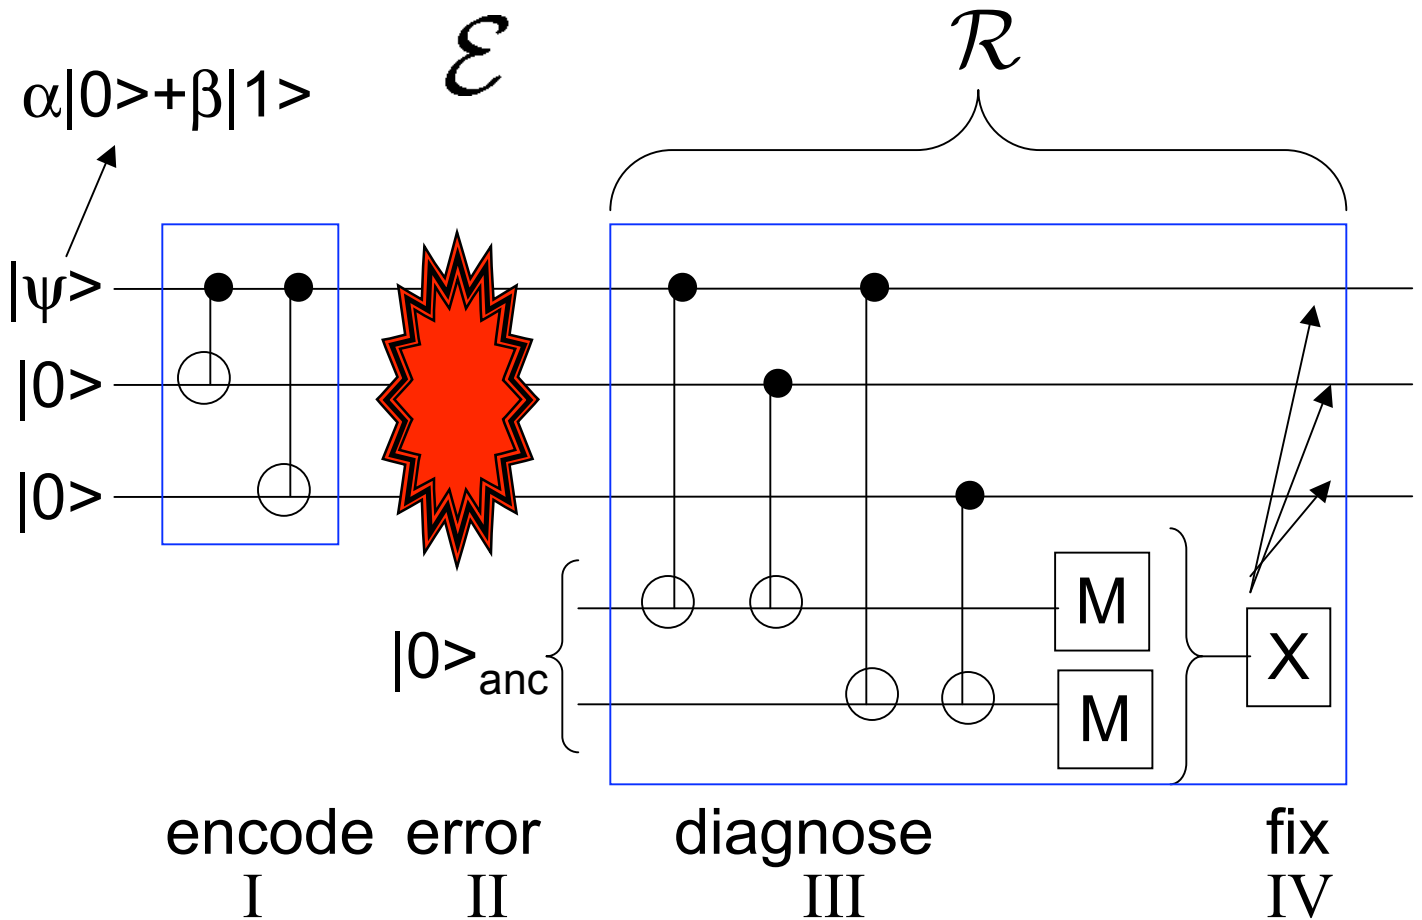 ℰ
ℛ
α|0>+β|1>
|ψ>
|0>
|0>
M
|0>anc
X
M
encode error diagnose fix
I II III IV